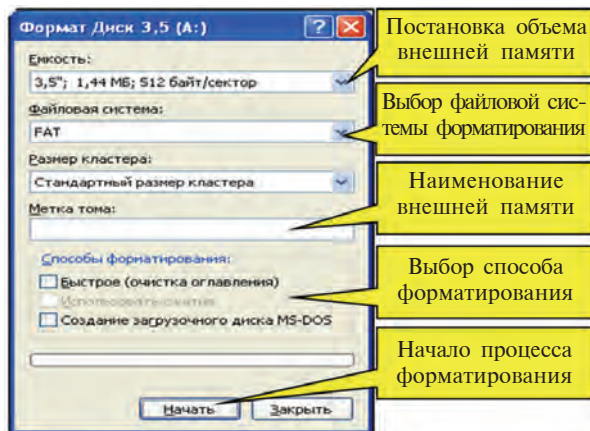 Формат Диск 3,5 (A:)
Емкость:
3,5"; 1,44 МБ; 512 байт/сектор
Файловая система:
FAT
Размер кластера:
Стандартный размер кластера
Метка тома:
Способы форматирования:
Быстрое (очистка оглавления)
Использовать сжатие
Создание загрузочного диска MS-DOS
Начать
Закрыть
Постановка объема
внешней памяти
Выбор файловой сис-
темы форматирования
Наименование
внешней памяти
Выбор способа
форматирования
Начало процесса
форматирования